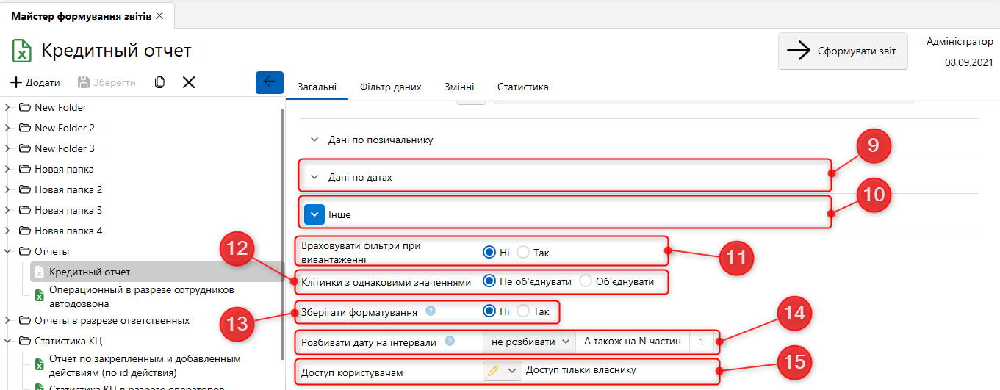 Майстер формування звітів
Кредитный отчет
Сформувати звіт
Адміністратор
08.09.2021
Додати
Зберегти
Загальні
Фільтр даних
Змінні
Статистика
New Folder
New Folder 2
New Folder 3
Новая папка
Новая папка 2
Новая папка 3
Новая папка 4
Отчеты
Кредитный отчет
Операционный в разрезе сотрудников
автодозвона
Отчеты в разрезе ответственных
Статистика КЦ
Отчет по закрепленным и добавленным
действиям (по id действия)
Статистика КЦ в разрезе операторов
Дані по позичальнику
9
Дані по датах
10
Інше
11
Враховувати фільтри при
вивантаженні
Ні
Так
12
Клітинки з однаковими значеннями
Не об'єднувати
Об'єднувати
13
Зберігати форматування
?
Ні
Так
14
Розбивати дату на інтервали
?
не розбивати
А також на N частин
1
15
Доступ користувачам
Доступ тільки власнику